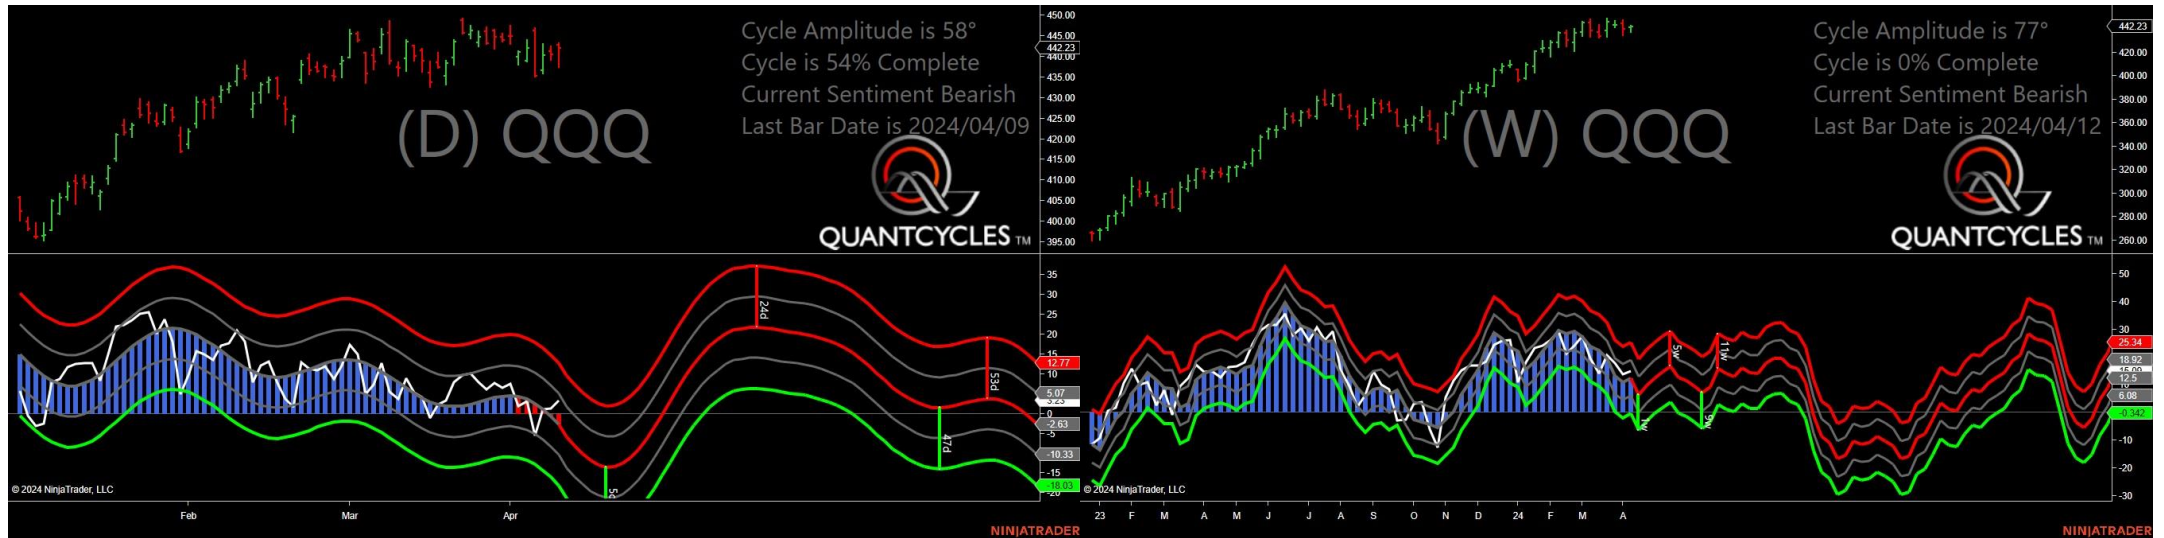 Cycle Amplitude is 58°
Cycle is 54% Complete
Current Sentiment Bearish
Last Bar Date is 2024/04/09
(D) QQQ
QUANTCYCLES TM
450.00
445.00
442.23
440.00
435.00
430.00
425.00
420.00
415.00
410.00
405.00
400.00
395.00
35
30
25
20
15
12.77
10
5.07
3.23
0
-2.63
-5
-10.33
-15
-18.03
-20
24d
53d
47d
© 2024 NinjaTrader, LLC
Feb
Mar
Apr
NINJATRADER
Cycle Amplitude is 77°
Cycle is 0% Complete
Current Sentiment Bearish
Last Bar Date is 2024/04/12
(W) QQQ
QUANTCYCLES TM
442.23
420.00
400.00
380.00
360.00
340.00
320.00
300.00
280.00
260.00
50
40
30
25.34
18.92
12.5
10
6.08
-0.342
-10
-20
-30
5w
11w
© 2024 NinjaTrader, LLC
23 F M A M J J A S O N D 24 F M A
NINJATRADER